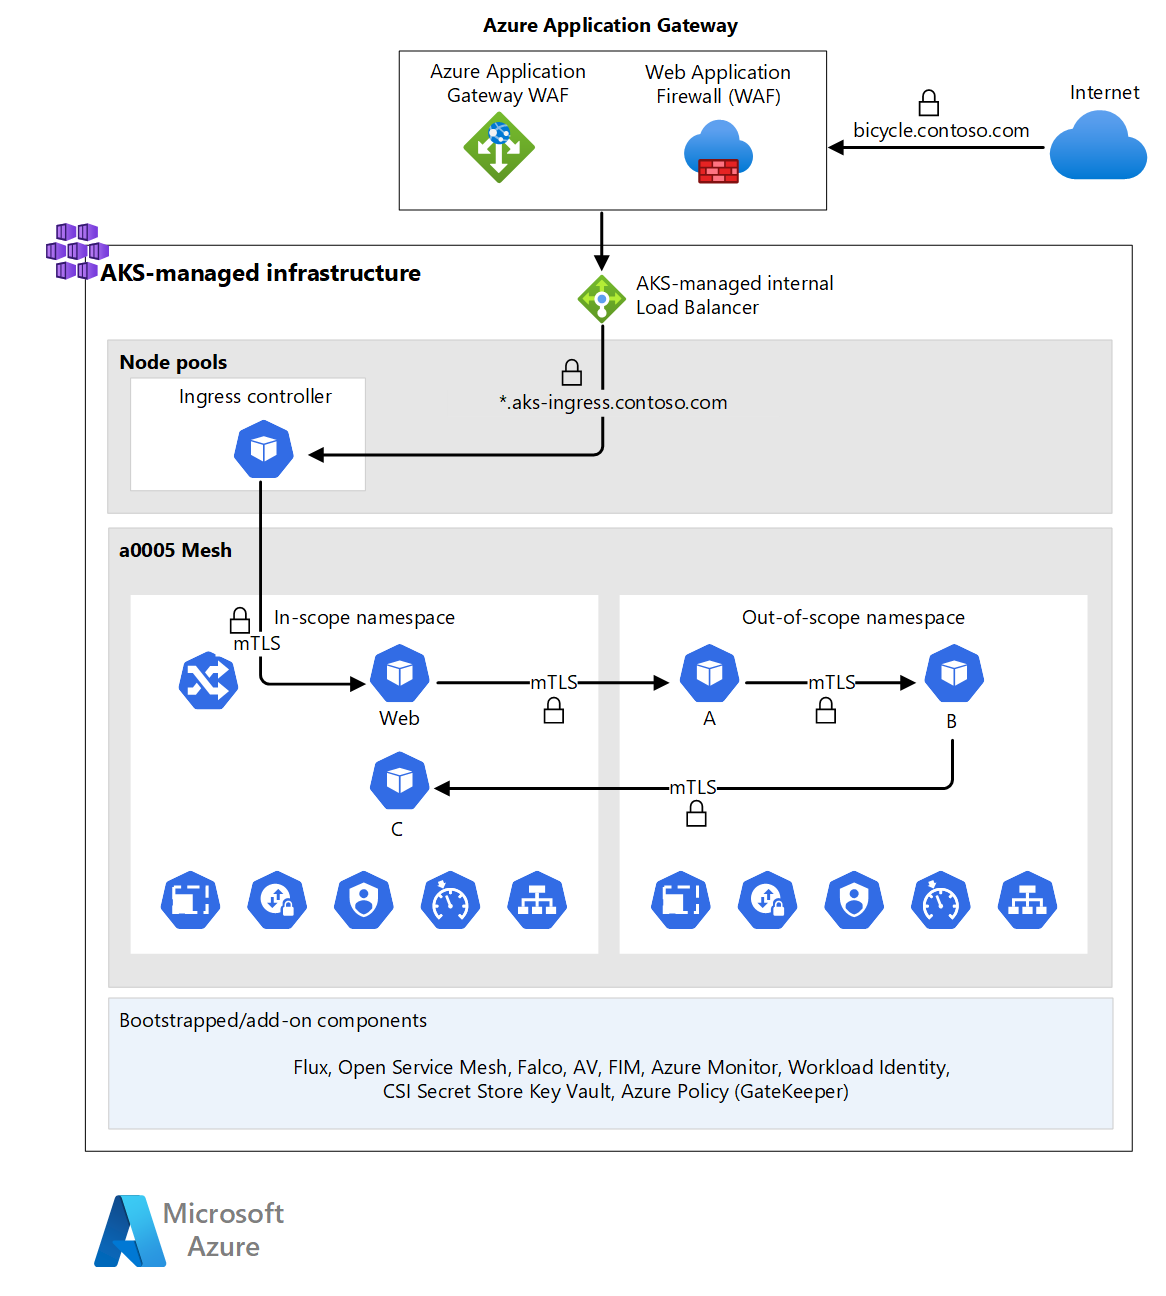 Azure Application Gateway
Azure Application
Gateway WAF
Web Application
Firewall (WAF)
Internet
bicycle.contoso.com
AKS-managed infrastructure
AKS-managed internal
Load Balancer
Node pools
Ingress controller
*.aks-ingress.contoso.com
a0005 Mesh
In-scope namespace
mTLS
Web
mTLS
C
Out-of-scope namespace
A
mTLS
B
mTLS
Bootstrapped/add-on components
Flux, Open Service Mesh, Falco, AV, FIM, Azure Monitor, Workload Identity,
CSI Secret Store Key Vault, Azure Policy (GateKeeper)
Microsoft
Azure